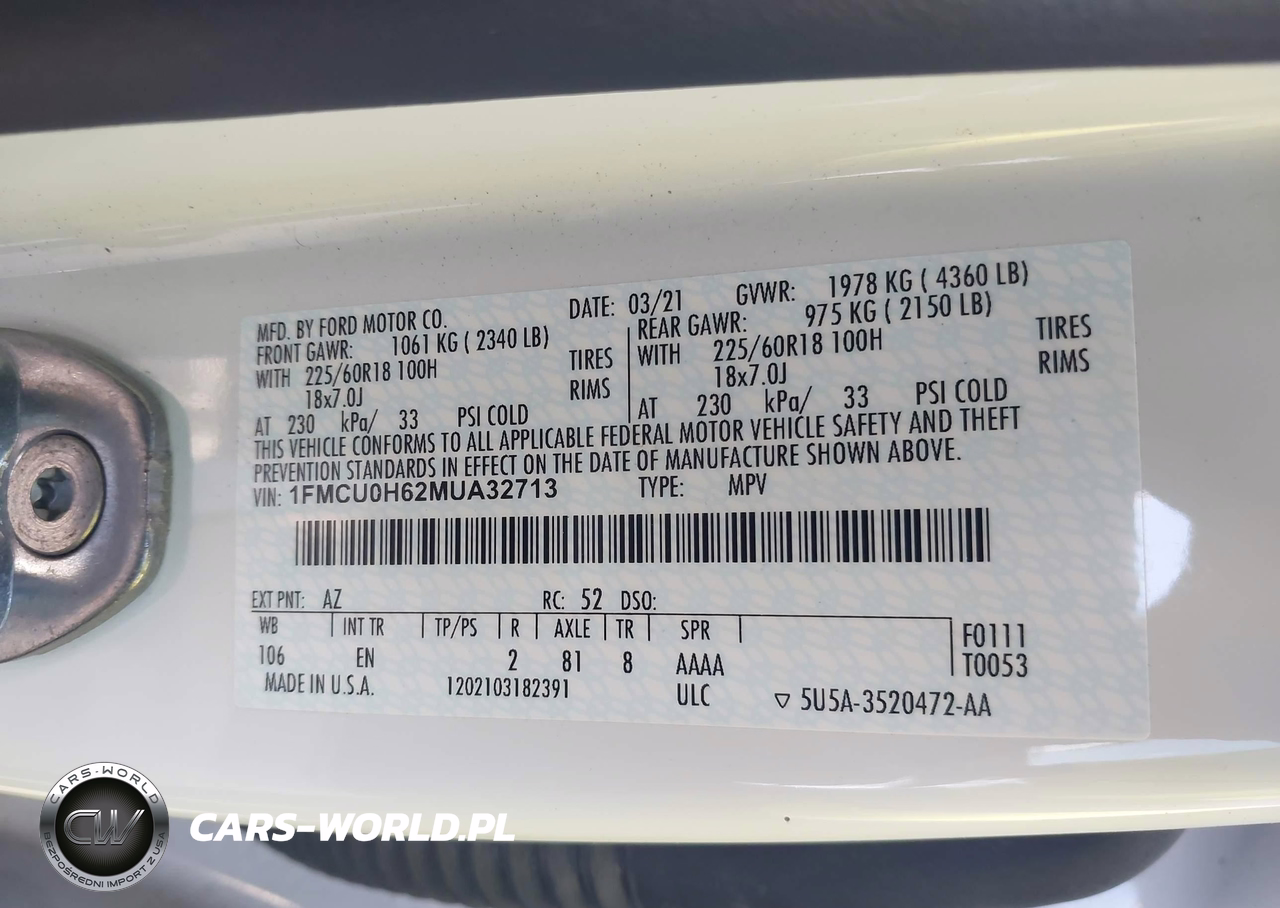 MFD. BY FORD MOTOR CO. DATE: 03/21 GVWR: 1978 KG ( 4360 LB)
FRONT GAWR: 1061 KG ( 2340 LB) REAR GAWR: 975 KG ( 2150 LB)
WITH 225/60R18 100H TIRES WITH 225/60R18 100H TIRES
18x7.0J RIMS 18x7.0J RIMS
AT 230 kPa/ 33 PSI COLD AT 230 kPa/ 33 PSI COLD
THIS VEHICLE CONFORMS TO ALL APPLICABLE FEDERAL MOTOR VEHICLE SAFETY AND THEFT
PREVENTION STANDARDS IN EFFECT ON THE DATE OF MANUFACTURE SHOWN ABOVE.
VIN: 1FMCU0H62MUA32713 TYPE: MPV
EXT PNT: AZ RC: 52 DSO:
WB INT TR TP/PS R AXLE TR SPR F0111
106 EN 2 81 8 AAAA T0053
MADE IN U.S.A. 1202103182391 ULC ▽ 5U5A-3520472-AA
CARS-WORLD
CW
BEZPOŚREDNI IMPORT Z USA
CARS-WORLD.PL